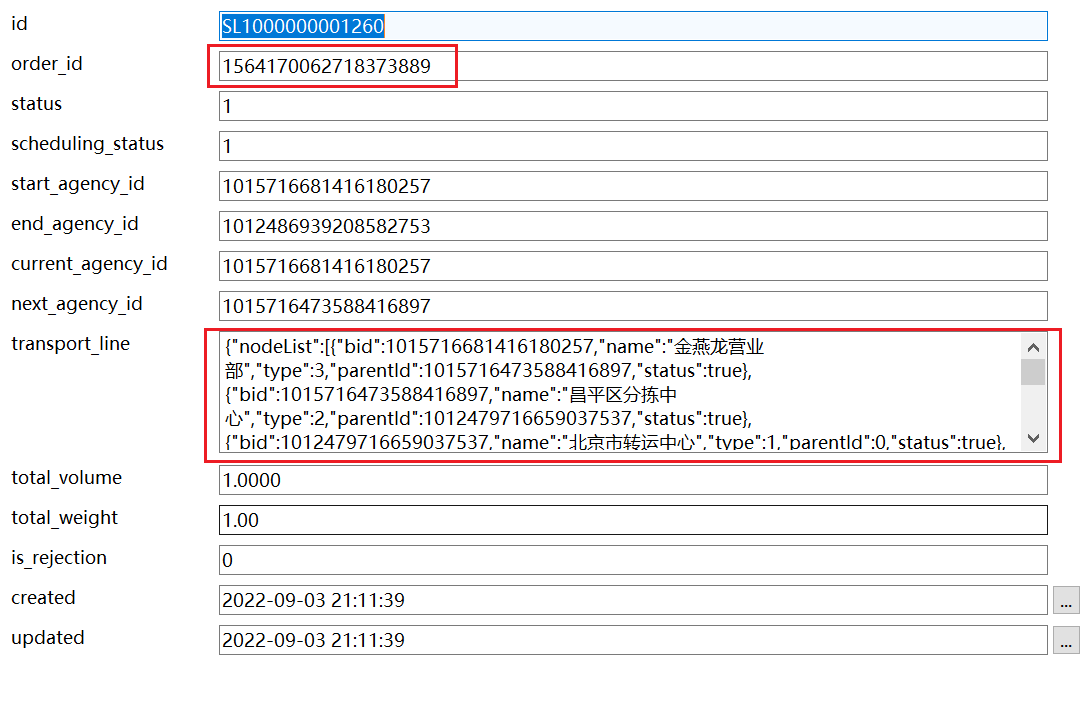 id SL1000000001260
order_id 1564170062718373889
status 1
scheduling_status 1
start_agency_id 1015716681416180257
end_agency_id 1012486939208582753
current_agency_id 1015716681416180257
next_agency_id 1015716473588416897
transport_line {"nodeList":[{"bid":1015716681416180257,"name":"金燕龙营业
部","type":3,"parentId":1015716473588416897,"status":true},
{"bid":1015716473588416897,"name":"昌平区分拣中
心","type":2,"parentId":1012479716659037537,"status":true},
{"bid":1012479716659037537,"name":"北京市转运中心","type":1,"parentId":0,"status":true},
total_volume 1.0000
total_weight 1.00
is_rejection 0
created 2022-09-03 21:11:39 ...
updated 2022-09-03 21:11:39 ...